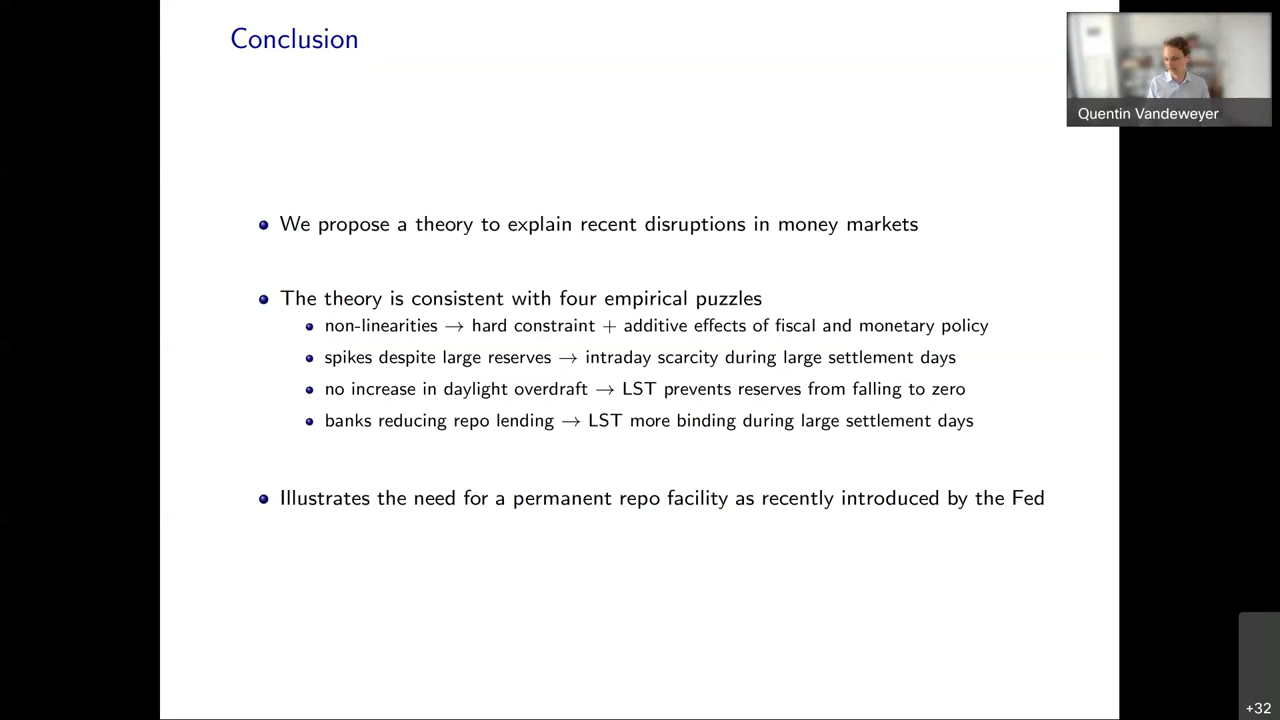 Conclusion
Quentin Vandeweyer
We propose a theory to explain recent disruptions in money markets
The theory is consistent with four empirical puzzles
non-linearities → hard constraint + additive effects of fiscal and monetary policy
spikes despite large reserves → intraday scarcity during large settlement days
no increase in daylight overdraft → LST prevents reserves from falling to zero
banks reducing repo lending → LST more binding during large settlement days
Illustrates the need for a permanent repo facility as recently introduced by the Fed
+32